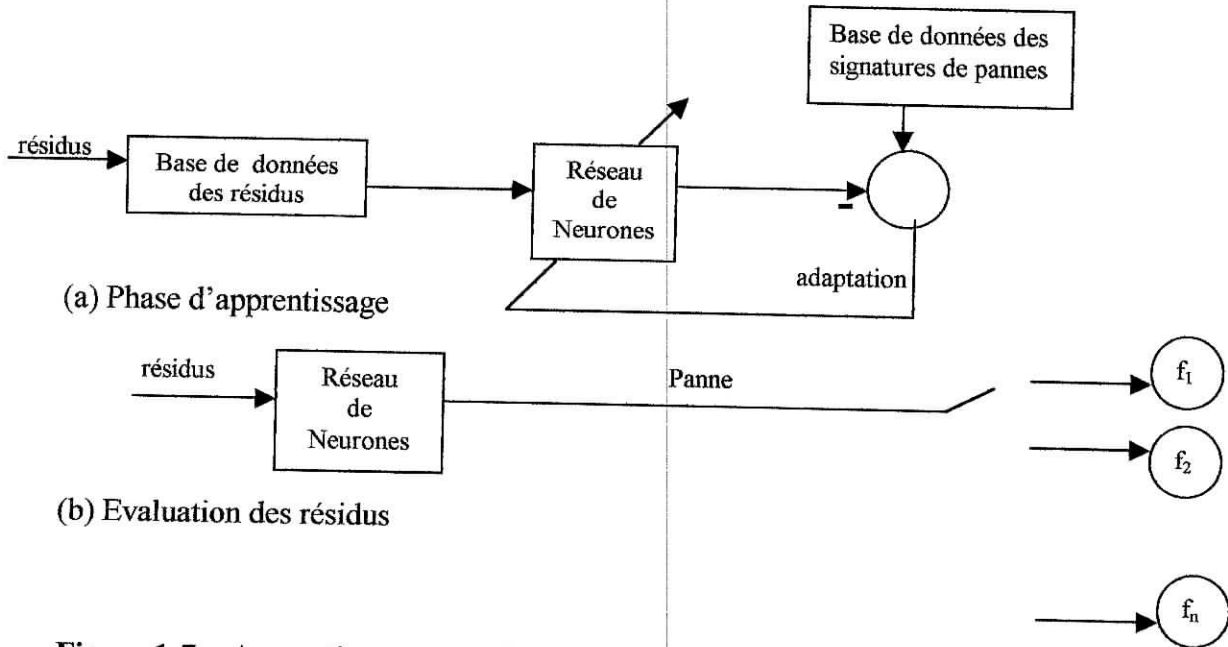 Base de données des
signatures de pannes
résidus
Base de données
des résidus
Réseau
de
Neurones
-
adaptation
(a) Phase d'apprentissage
résidus
Réseau
de
Neurones
Panne
f1
f2
(b) Evaluation des résidus
fn